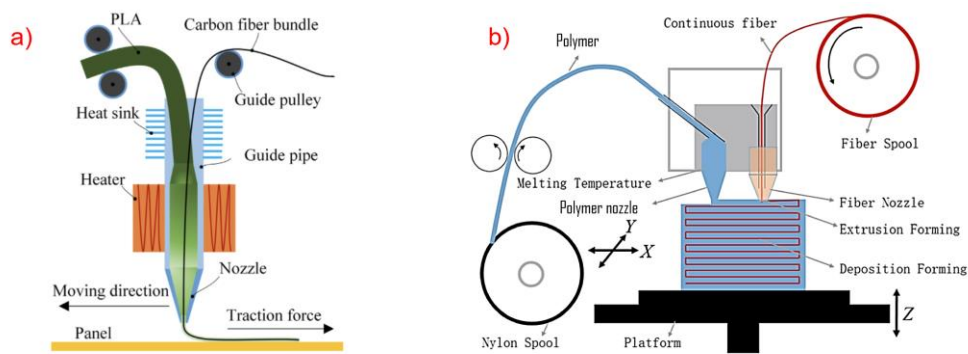 a)
PLA
Carbon fiber bundle
Guide pulley
Heat sink
Guide pipe
Heater
Nozzle
Moving direction
Traction force
Panel
b)
Continuous fiber
Polymer
Fiber Spool
Melting Temperature
Polymer nozzle
Fiber Nozzle
Extrusion Forming
Y
X
Deposition Forming
Z
Nylon Spool
Platform